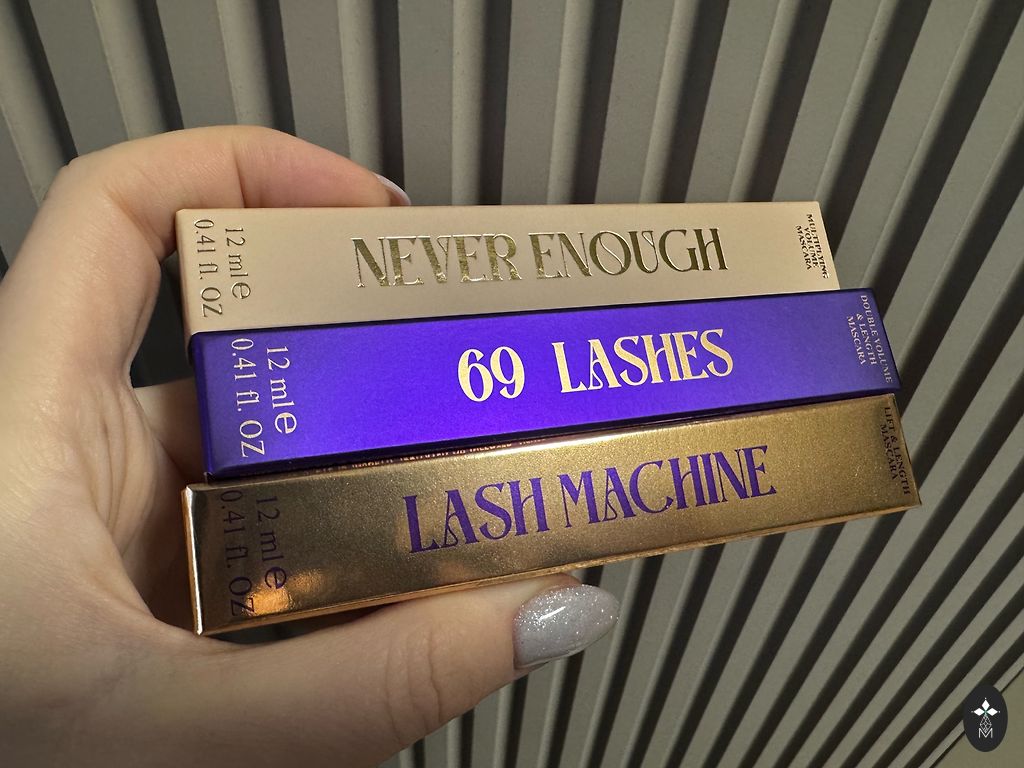 12 ml e
0.41 fl. OZ
NEVER ENOUGH
MULTIPLYING
VOLUME
MASCARA
12 ml e
0.41 fl. OZ
69 LASHES
DOUBLE VOLUME
& LENGTH
MASCARA
12 ml e
0.41 fl. OZ
LASH MACHINE
LIFT & LENGTH
MASCARA
M